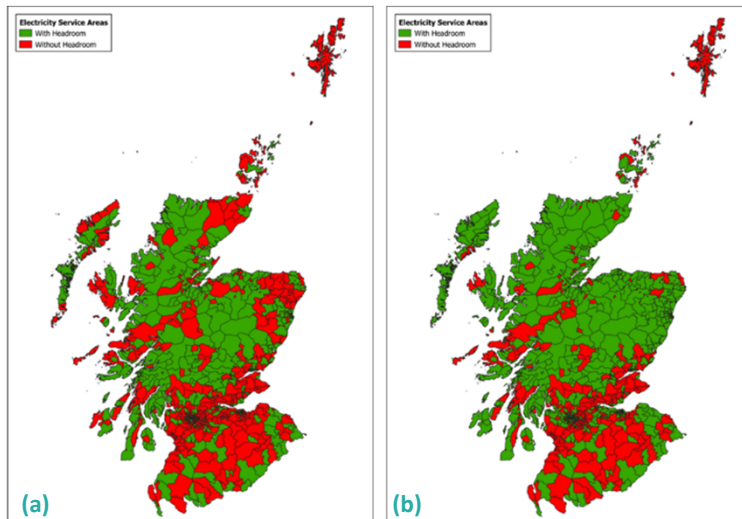 Electricity Service Areas
With Headroom
Without Headroom
Electricity Service Areas
With Headroom
Without Headroom
(a)
(b)